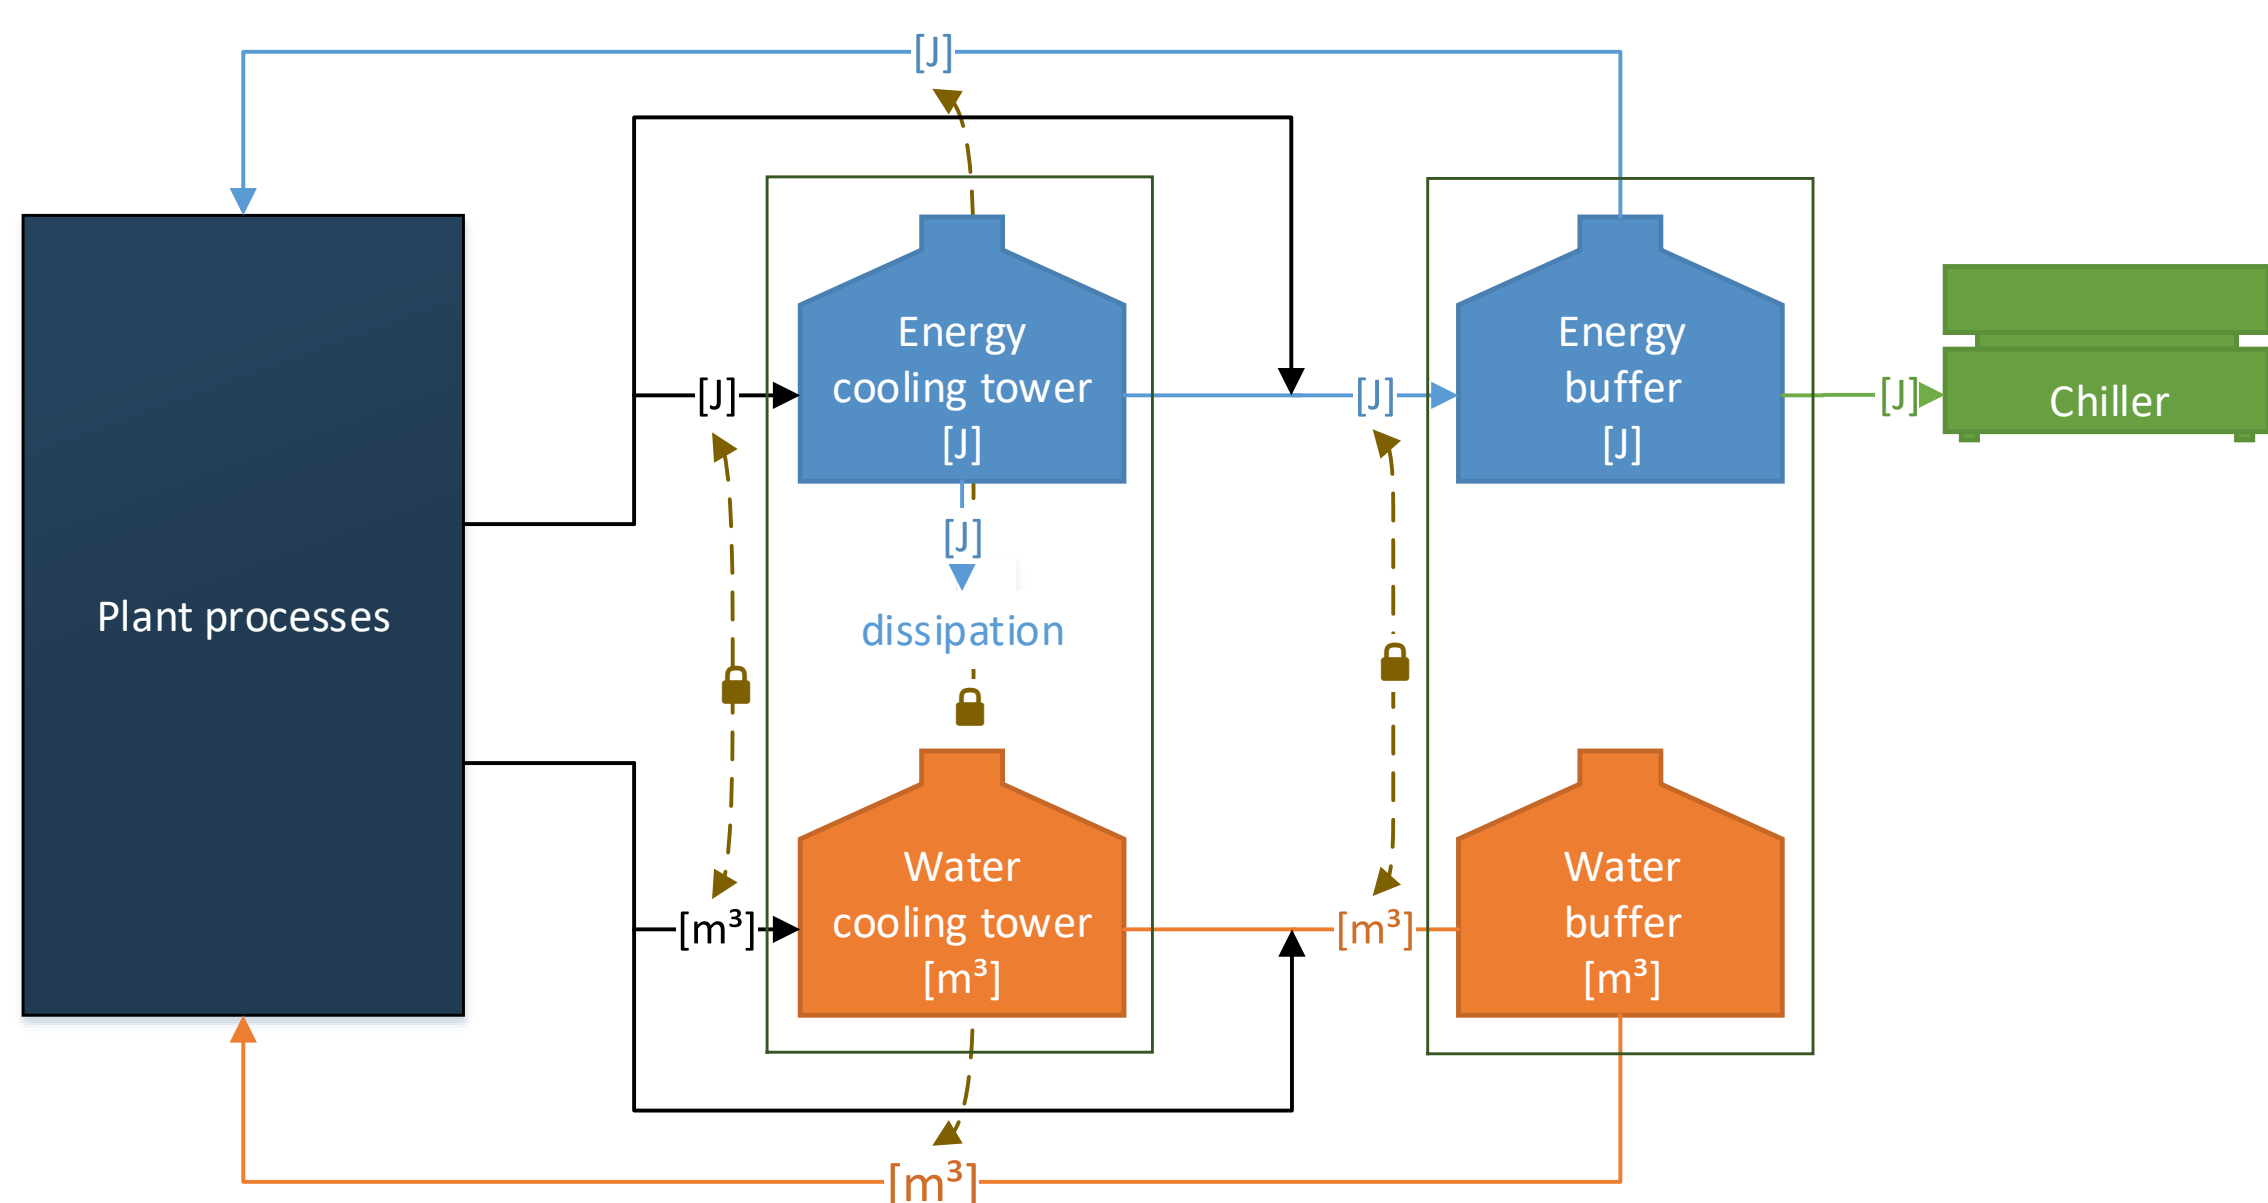 [J]
Energy
cooling tower
[J]
Energy
buffer
[J]
[J]
[J]
[J]
Chiller
[J]
dissipation
Plant processes
Water
cooling tower
[m³]
Water
buffer
[m³]
[m³]
[m³]
[m³]